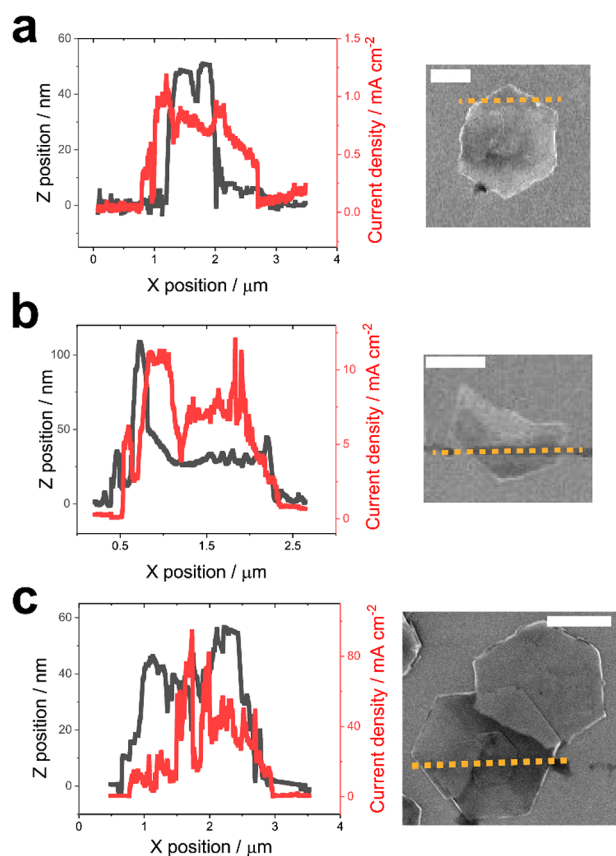 a
60
40
20
0
Z position / nm
1.5
1.2
0.9
0.6
0.3
0.0
Current density / mA cm⁻²
0 1 2 3 4
X position / μm
b
100
50
0
Z position / nm
10
5
0
Current density / mA cm⁻²
0.5 1.5 2.5
X position / μm
c
60
40
20
0
Z position / nm
80
40
0
Current density / mA cm⁻²
0 1 2 3 4
X position / μm